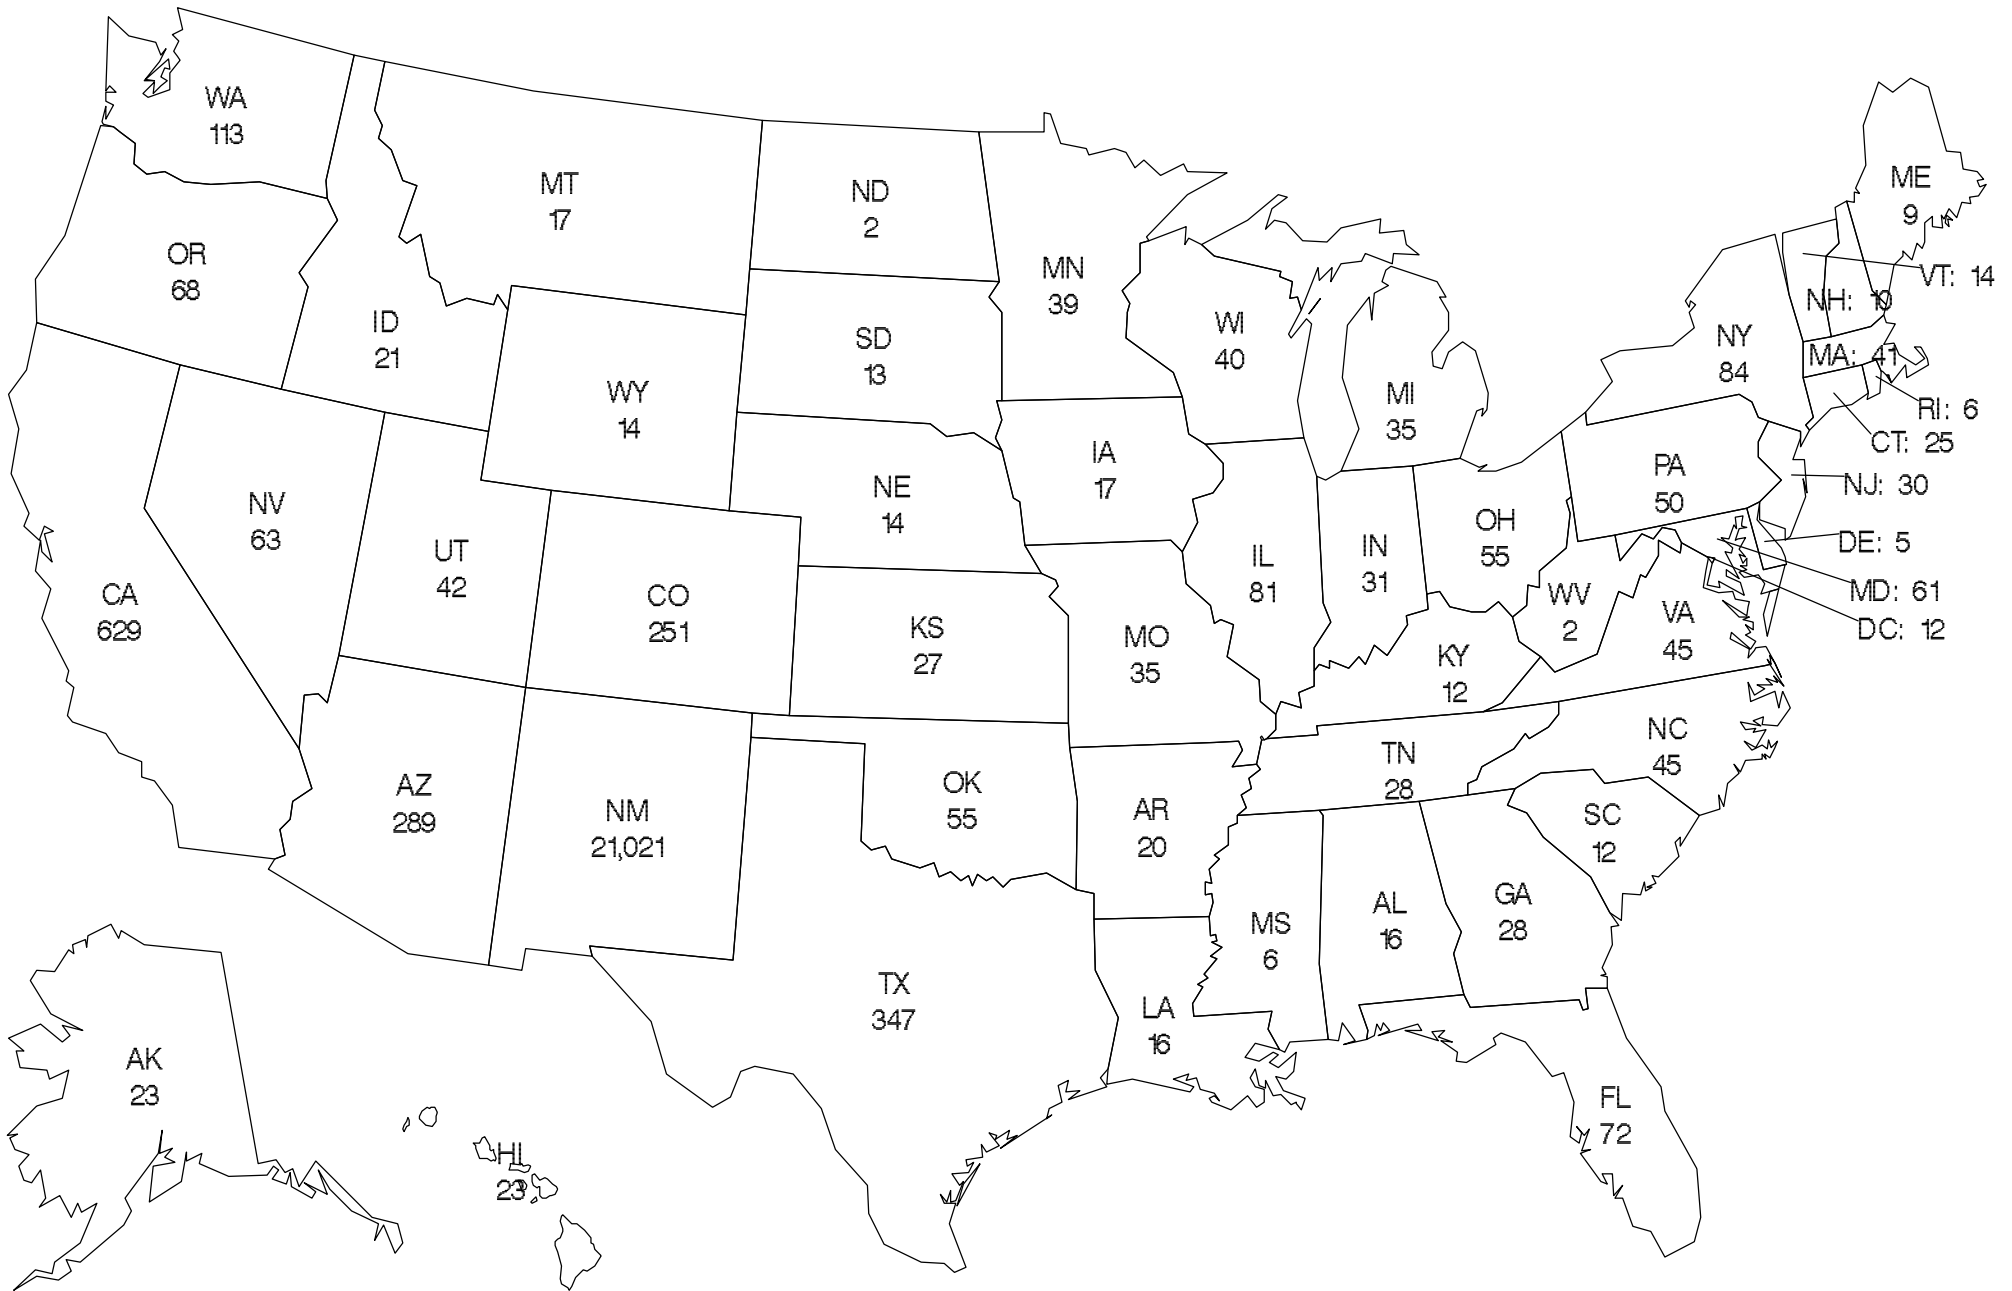 WA
113
MT
17
ND
2
ME
9
OR
68
MN
39
VT: 14
NH: 10
ID
21
SD
13
WI
40
NY
84
MA: 41
WY
14
MI
35
RI: 6
CT: 25
IA
17
PA
50
NJ: 30
NV
63
NE
14
OH
55
UT
42
IL
81
IN
31
DE: 5
CA
629
CO
251
KS
27
MO
35
WV
2
VA
45
MD: 61
DC: 12
KY
12
AZ
289
NM
21,021
OK
55
AR
20
TN
28
NC
45
SC
12
MS
6
AL
16
GA
28
TX
347
LA
16
AK
23
HI
23
FL
72